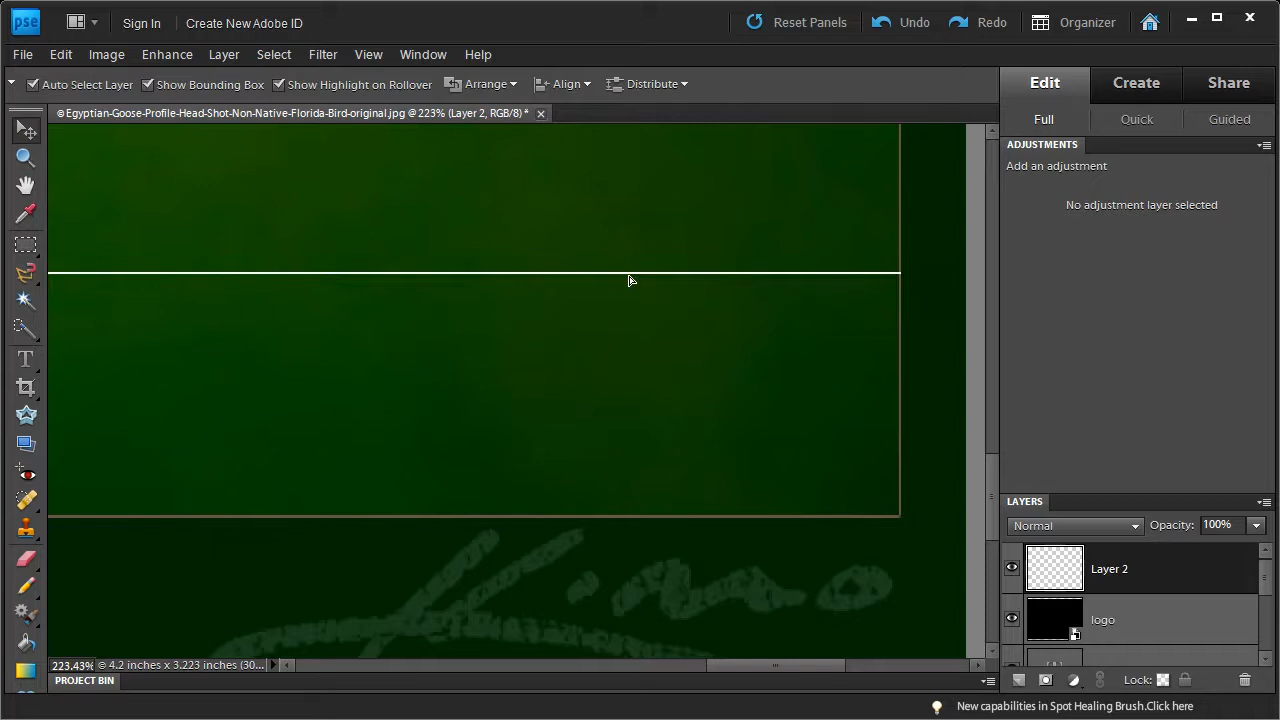 pse Sign In Create New Adobe ID Reset Panels Undo Redo Organizer
File Edit Image Enhance Layer Select Filter View Window Help
Auto Select Layer Show Bounding Box Show Highlight on Rollover Arrange Align Distribute
Edit Create Share
Egyptian-Goose-Profile-Head-Shot-Non-Native-Florida-Bird-original.jpg @ 223% (Layer 2, RGB/8) *
Full Quick Guided
ADJUSTMENTS
Add an adjustment
No adjustment layer selected
LAYERS
Normal Opacity: 100%
Layer 2
logo
223.43% 4.2 inches x 3.223 inches (30...
Lock:
PROJECT BIN
New capabilities in Spot Healing Brush.Click here